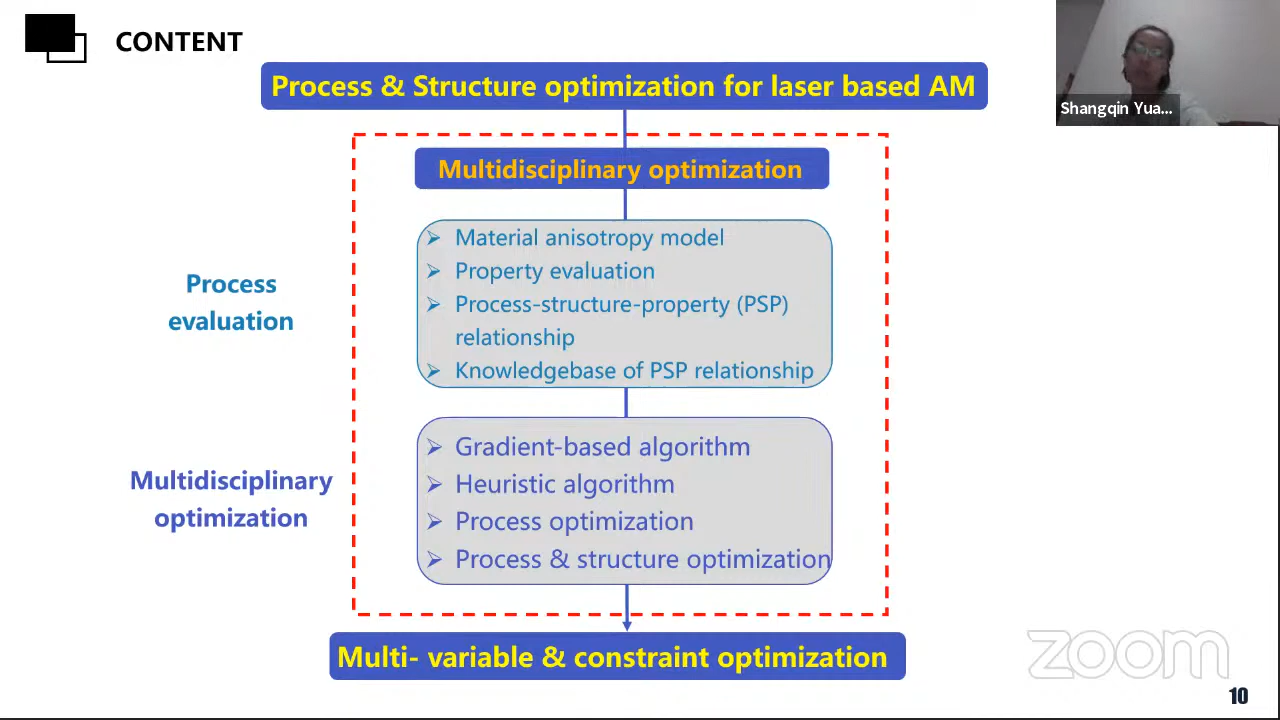 CONTENT
Process & Structure optimization for laser based AM
Shangqin Yua...
Multidisciplinary optimization
Process
evaluation
➢ Material anisotropy model
➢ Property evaluation
➢ Process-structure-property (PSP)
relationship
➢ Knowledgebase of PSP relationship
Multidisciplinary
optimization
➢ Gradient-based algorithm
➢ Heuristic algorithm
➢ Process optimization
➢ Process & structure optimization
Multi- variable & constraint optimization
zoom
10